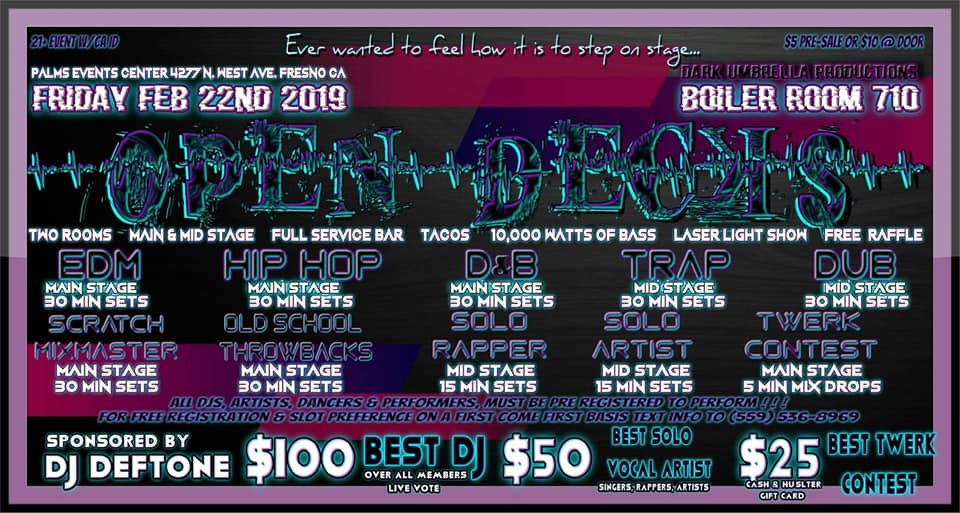 21+ EVENT W/CA ID
Ever wanted to feel how it is to step on stage...
$5 PRE-SALE OR $10 @ DOOR
PALMS EVENTS CENTER 4277 N. WEST AVE. FRESNO CA
DARK UMBRELLA PRODUCTIONS
FRIDAY FEB 22ND 2019
BOILER ROOM 710
OPEN DECKS
TWO ROOMS MAIN & MID STAGE FULL SERVICE BAR TACOS 10,000 WATTS OF BASS LASER LIGHT SHOW FREE RAFFLE
EDM
MAIN STAGE
30 MIN SETS
HIP HOP
MAIN STAGE
30 MIN SETS
D&B
MAIN STAGE
30 MIN SETS
TRAP
MID STAGE
30 MIN SETS
DUB
MID STAGE
30 MIN SETS
SCRATCH
MIXMASTER
MAIN STAGE
30 MIN SETS
OLD SCHOOL
THROWBACKS
MAIN STAGE
30 MIN SETS
SOLO
RAPPER
MID STAGE
15 MIN SETS
SOLO
ARTIST
MID STAGE
15 MIN SETS
TWERK
CONTEST
MAIN STAGE
5 MIN MIX DROPS
ALL DJS, ARTISTS, DANCERS & PERFORMERS, MUST BE PRE REGISTERED TO PERFORM ! ! !
FOR FREE REGISTRATION & SLOT PREFERENCE ON A FIRST COME FIRST BASIS TEXT INFO TO (559) 536-8969
SPONSORED BY
DJ DEFTONE
$100 BEST DJ
OVER ALL MEMBERS
LIVE VOTE
$50
BEST SOLO
VOCAL ARTIST
SINGERS, RAPPERS, ARTISTS
$25
CASH & HUSLTER
GIFT CARD
BEST TWERK
CONTEST